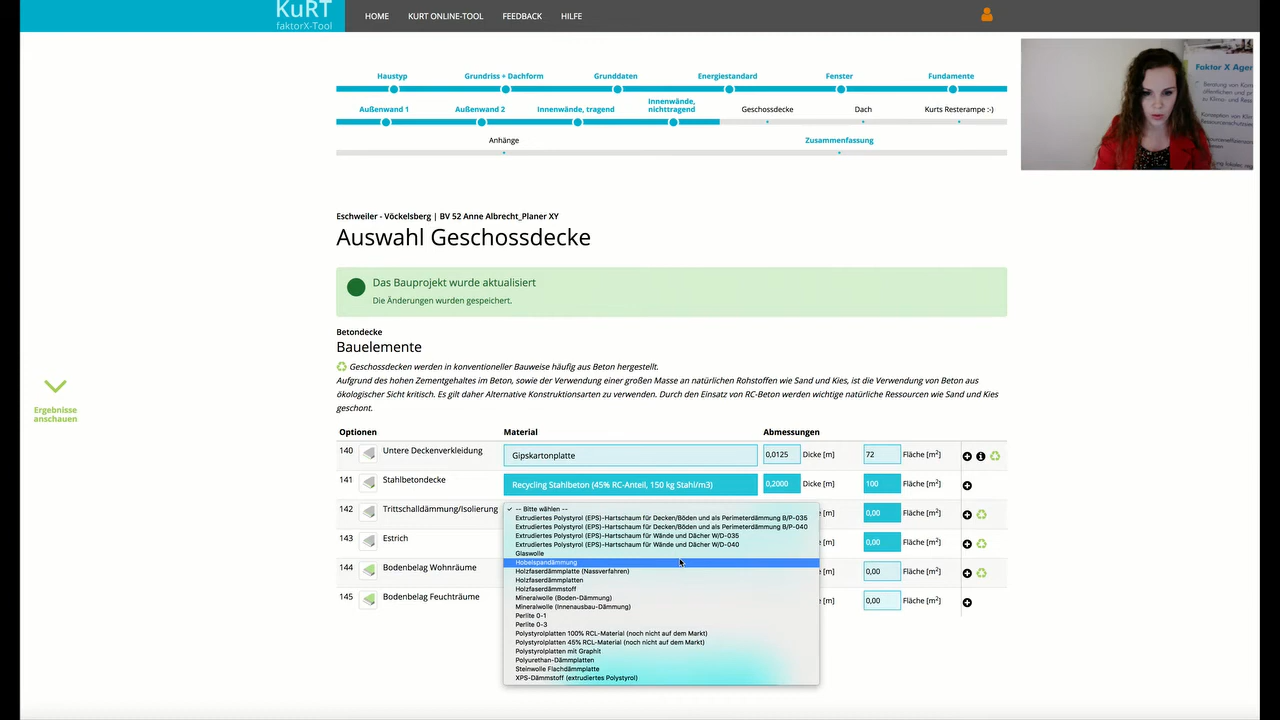 KuRT
faktorX-Tool
HOME KURT ONLINE-TOOL FEEDBACK HILFE
Faktor X Agen
Haustyp Grundriss + Dachform Grunddaten Energiestandard Fenster Fundamente
Außenwand 1 Außenwand 2 Innenwände, tragend Innenwände, nichttragend Geschossdecke Dach Kurts Resterampe :-)
Anhänge Zusammenfassung
Eschweiler - Vöckelsberg | BV 52 Anne Albrecht_Planer XY
Auswahl Geschossdecke
Das Bauprojekt wurde aktualisiert
Die Änderungen wurden gespeichert.
Betondecke
Bauelemente
Geschossdecken werden in konventioneller Bauweise häufig aus Beton hergestellt.
Aufgrund des hohen Zementgehaltes im Beton, sowie der Verwendung einer großen Masse an natürlichen Rohstoffen wie Sand und Kies, ist die Verwendung von Beton aus
ökologischer Sicht kritisch. Es gilt daher Alternative Konstruktionsarten zu verwenden. Durch den Einsatz von RC-Beton werden wichtige natürliche Ressourcen wie Sand und Kies
geschont.
Ergebnisse
anschauen
Optionen Material Abmessungen
140 Untere Deckenverkleidung Gipskartonplatte 0,0125 Dicke [m] 72 Fläche [m²]
141 Stahlbetondecke Recycling Stahlbeton (45% RC-Anteil, 150 kg Stahl/m3) 0,2000 Dicke [m] 100 Fläche [m²]
142 Trittschalldämmung/Isolierung [m] 0,00 Fläche [m²]
143 Estrich [m] 0,00 Fläche [m²]
144 Bodenbelag Wohnräume [m] 0,00 Fläche [m²]
145 Bodenbelag Feuchträume [m] 0,00 Fläche [m²]
✓ -- Bitte wählen --
Extrudiertes Polystyrol (EPS)-Hartschaum für Decken/Böden und als Perimeterdämmung B/P-035
Extrudiertes Polystyrol (EPS)-Hartschaum für Decken/Böden und als Perimeterdämmung B/P-040
Extrudiertes Polystyrol (EPS)-Hartschaum für Wände und Dächer W/D-035
Extrudiertes Polystyrol (EPS)-Hartschaum für Wände und Dächer W/D-040
Glaswolle
Hobelspandämmung
Holzfaserdämmplatte (Nassverfahren)
Holzfaserdämmplatten
Holzfaserdämmstoff
Mineralwolle (Boden-Dämmung)
Mineralwolle (Innenausbau-Dämmung)
Perlite 0-1
Perlite 0-3
Polystyrolplatten 100% RCL-Material (noch nicht auf dem Markt)
Polystyrolplatten 45% RCL-Material (noch nicht auf dem Markt)
Polystyrolplatten mit Graphit
Polyurethan-Dämmplatten
Steinwolle Flachdämmplatte
XPS-Dämmstoff (extrudiertes Polystyrol)